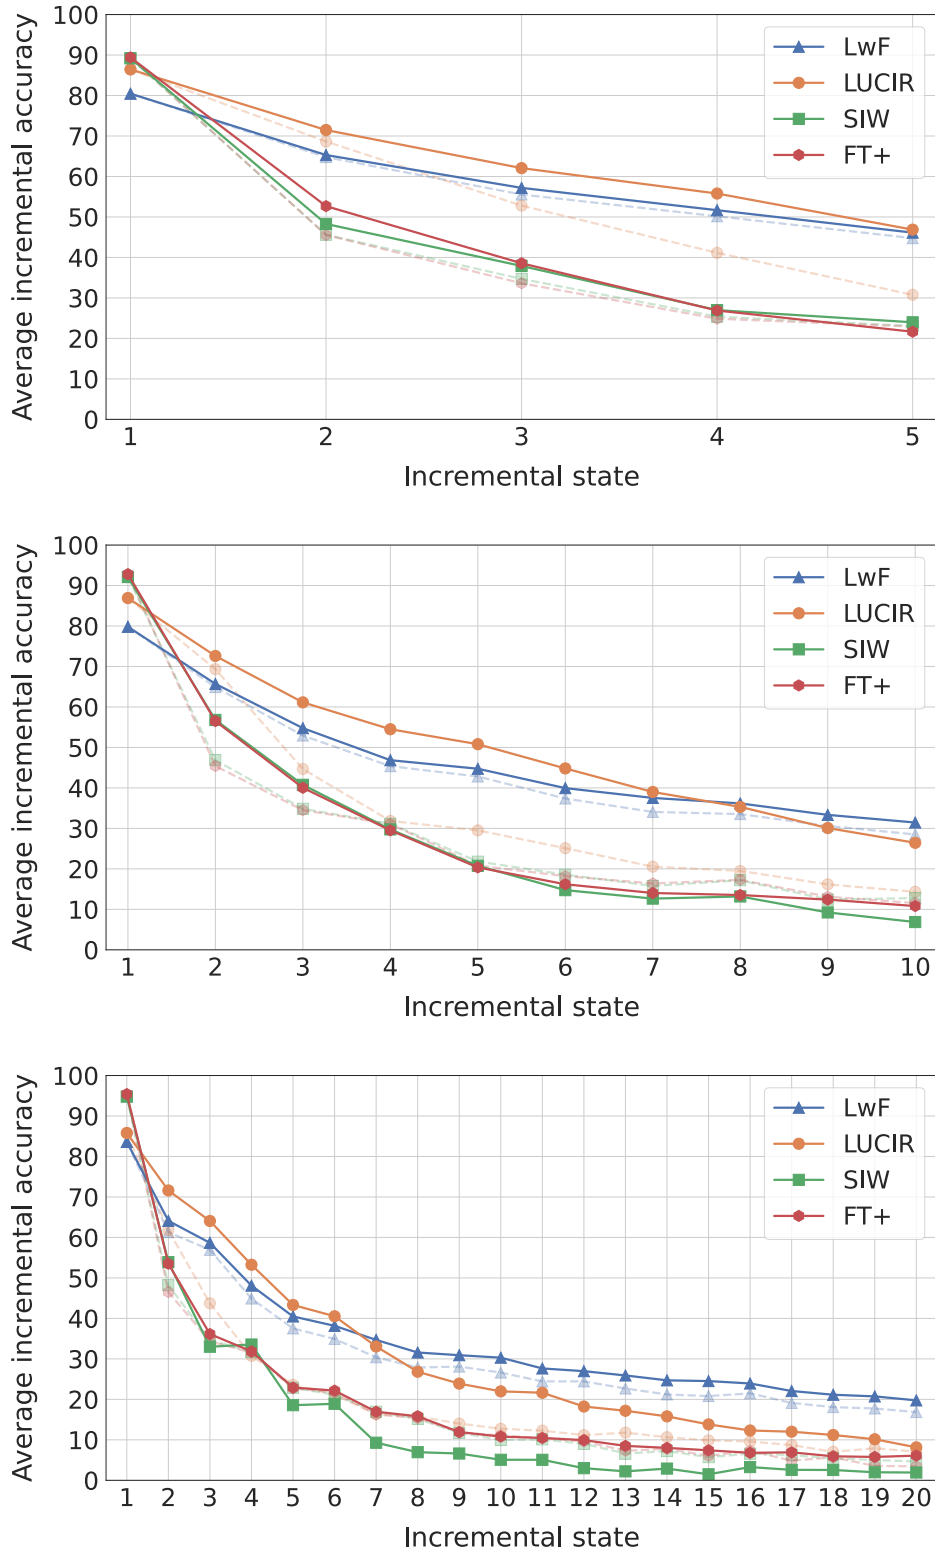 100
90
80
70
60
50
40
30
20
10
0
Average incremental accuracy
LwF
LUCIR
SIW
FT+
1 2 3 4 5
Incremental state
100
90
80
70
60
50
40
30
20
10
0
Average incremental accuracy
LwF
LUCIR
SIW
FT+
1 2 3 4 5 6 7 8 9 10
Incremental state
100
90
80
70
60
50
40
30
20
10
0
Average incremental accuracy
LwF
LUCIR
SIW
FT+
1 2 3 4 5 6 7 8 9 10 11 12 13 14 15 16 17 18 19 20
Incremental state